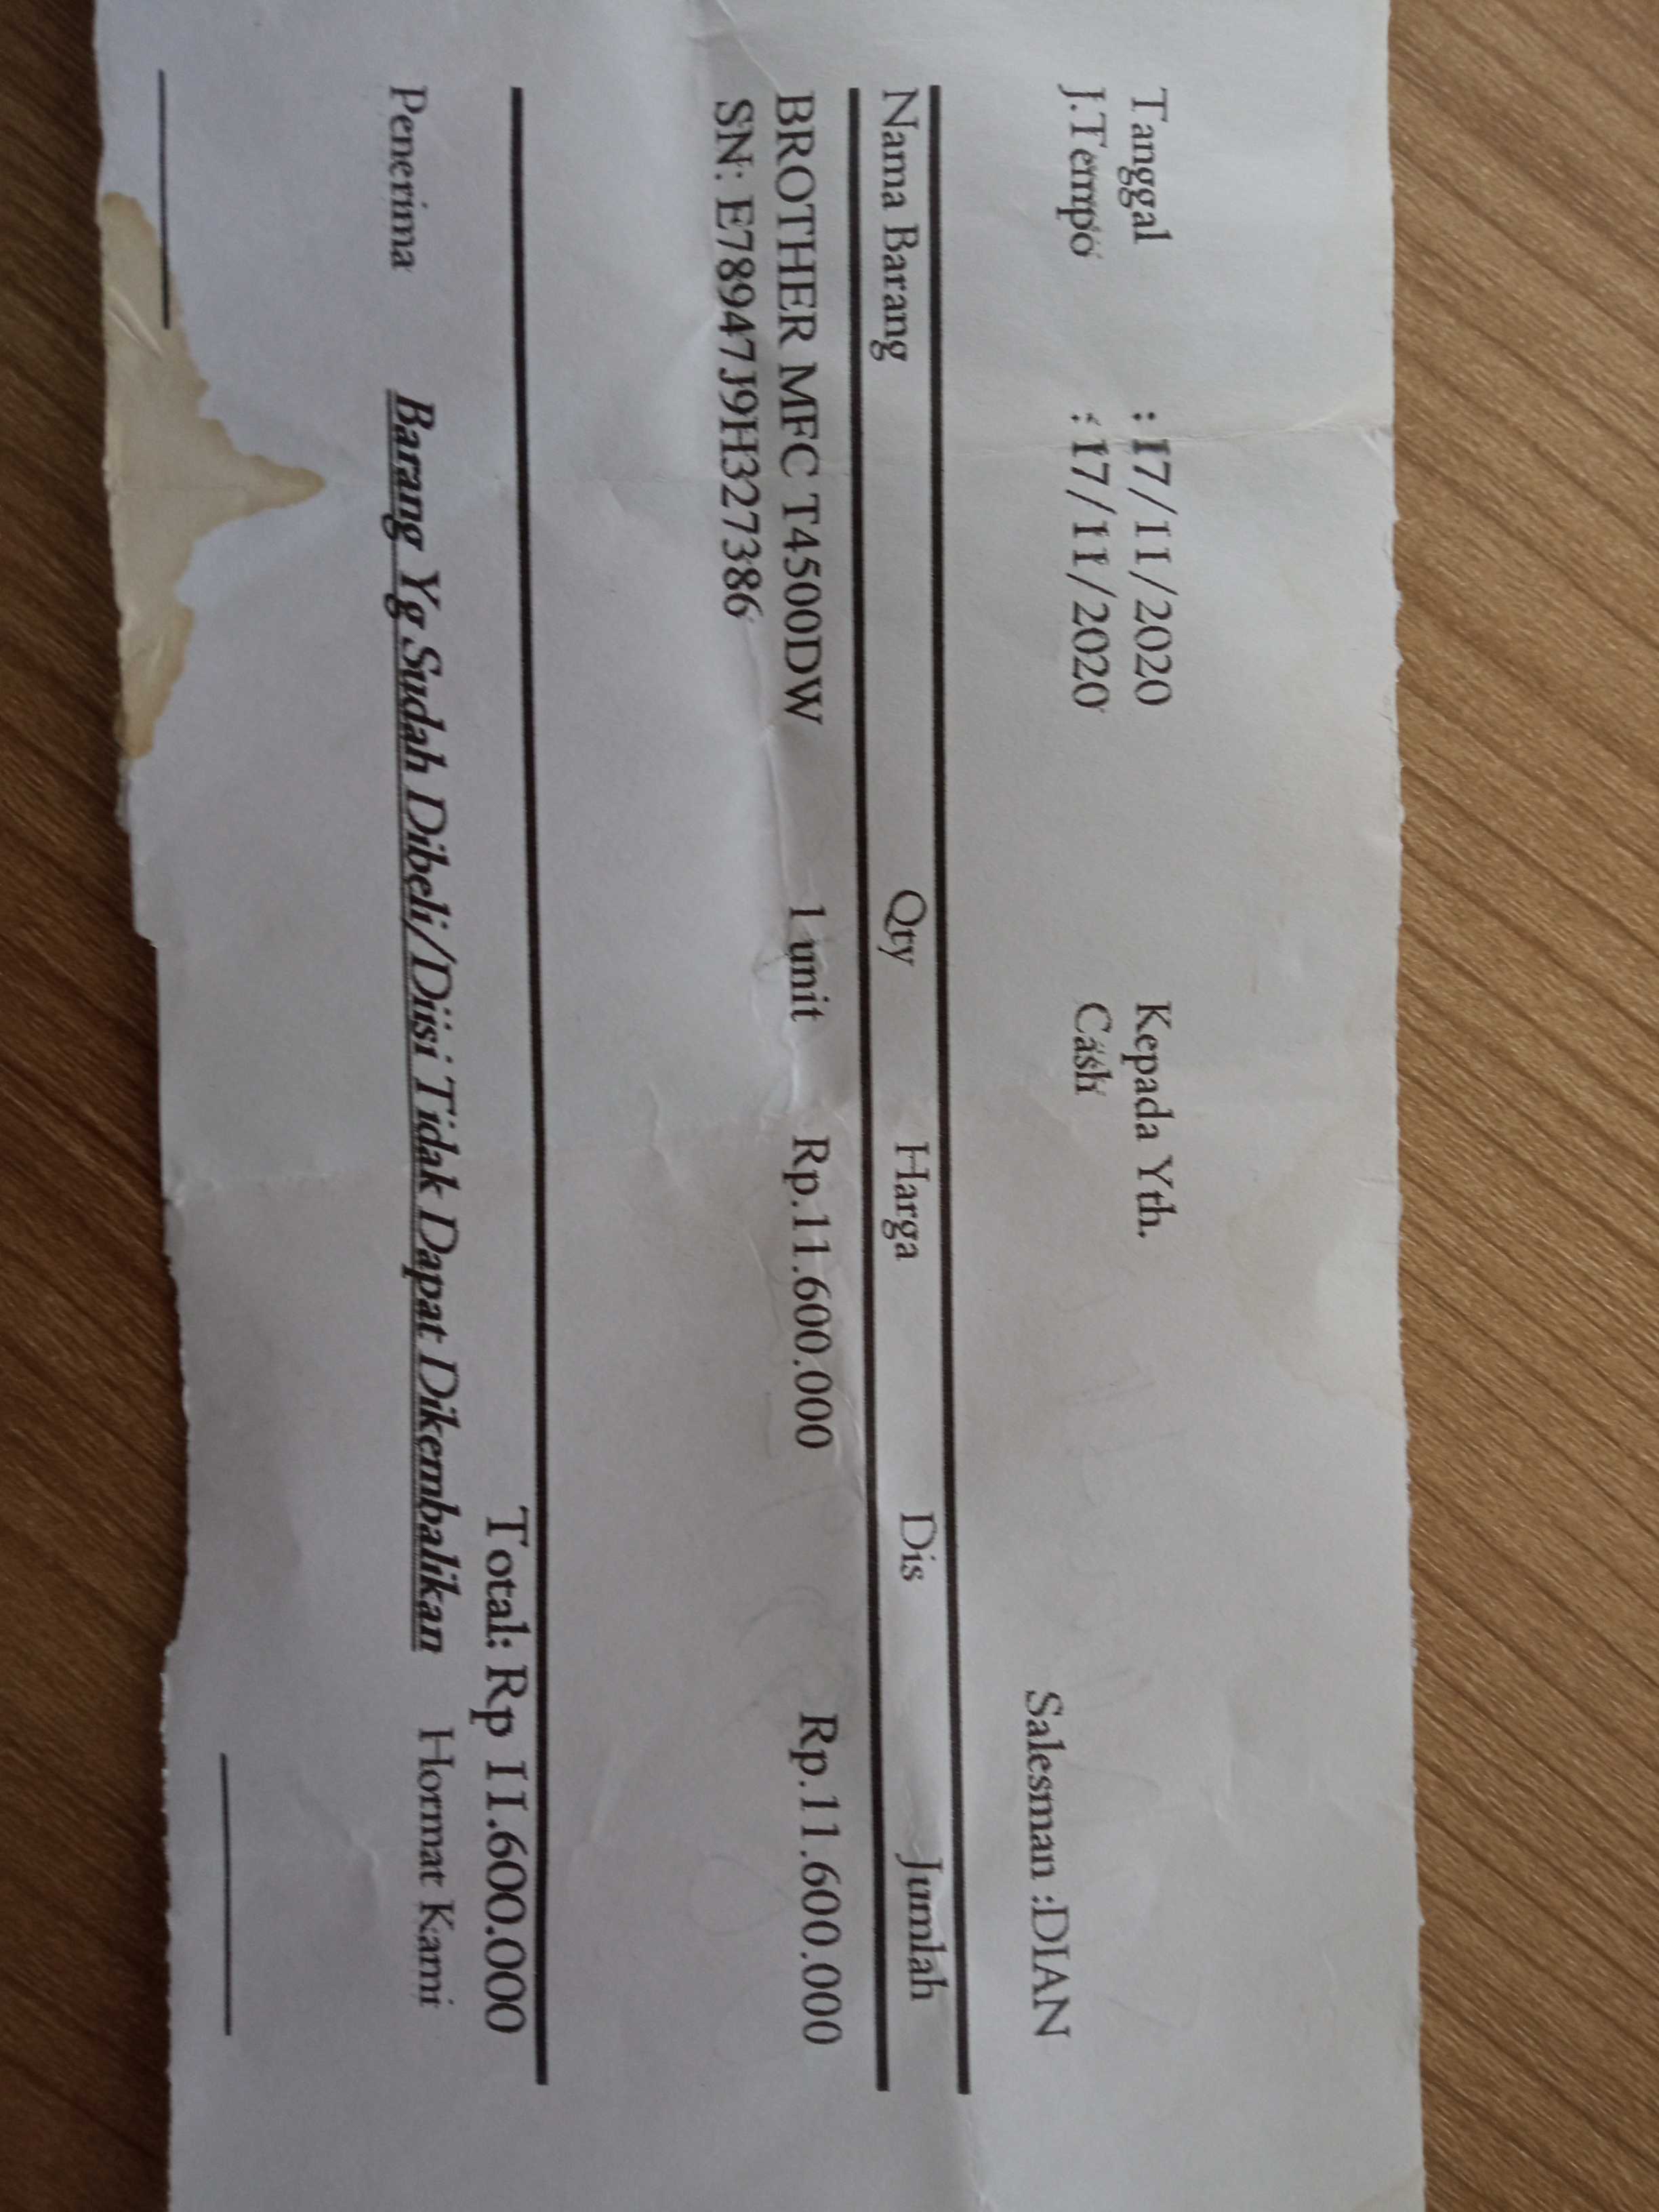 Tanggal : 17/11/2020 Kepada Yth.
J.Tempo : 17/11/2020 Cash
Salesman :DIAN
Nama Barang Qty Harga Dis Jumlah
BROTHER MFC T4500DW 1 unit Rp.11.600.000 Rp.11.600.000
SN: E78947J9H327386
Total: Rp 11.600.000
Penerima Barang Yg Sudah Dibeli/Diisi Tidak Dapat Dikembalikan Hormat Kami